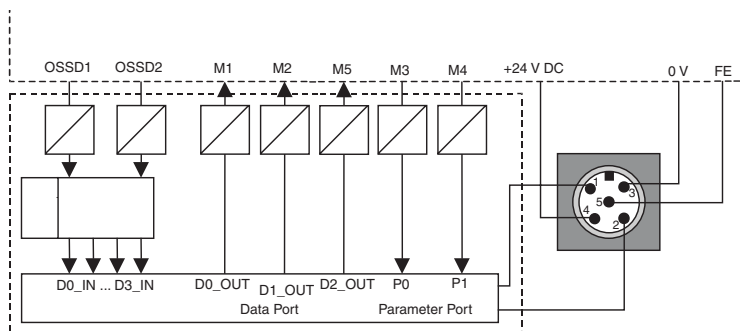 OSSD1 OSSD2 M1 M2 M5 M3 M4 +24 V DC 0 V FE
1
3
5
4
2
D0_IN ... D3_IN D0_OUT D1_OUT D2_OUT P0 P1
Data Port Parameter Port